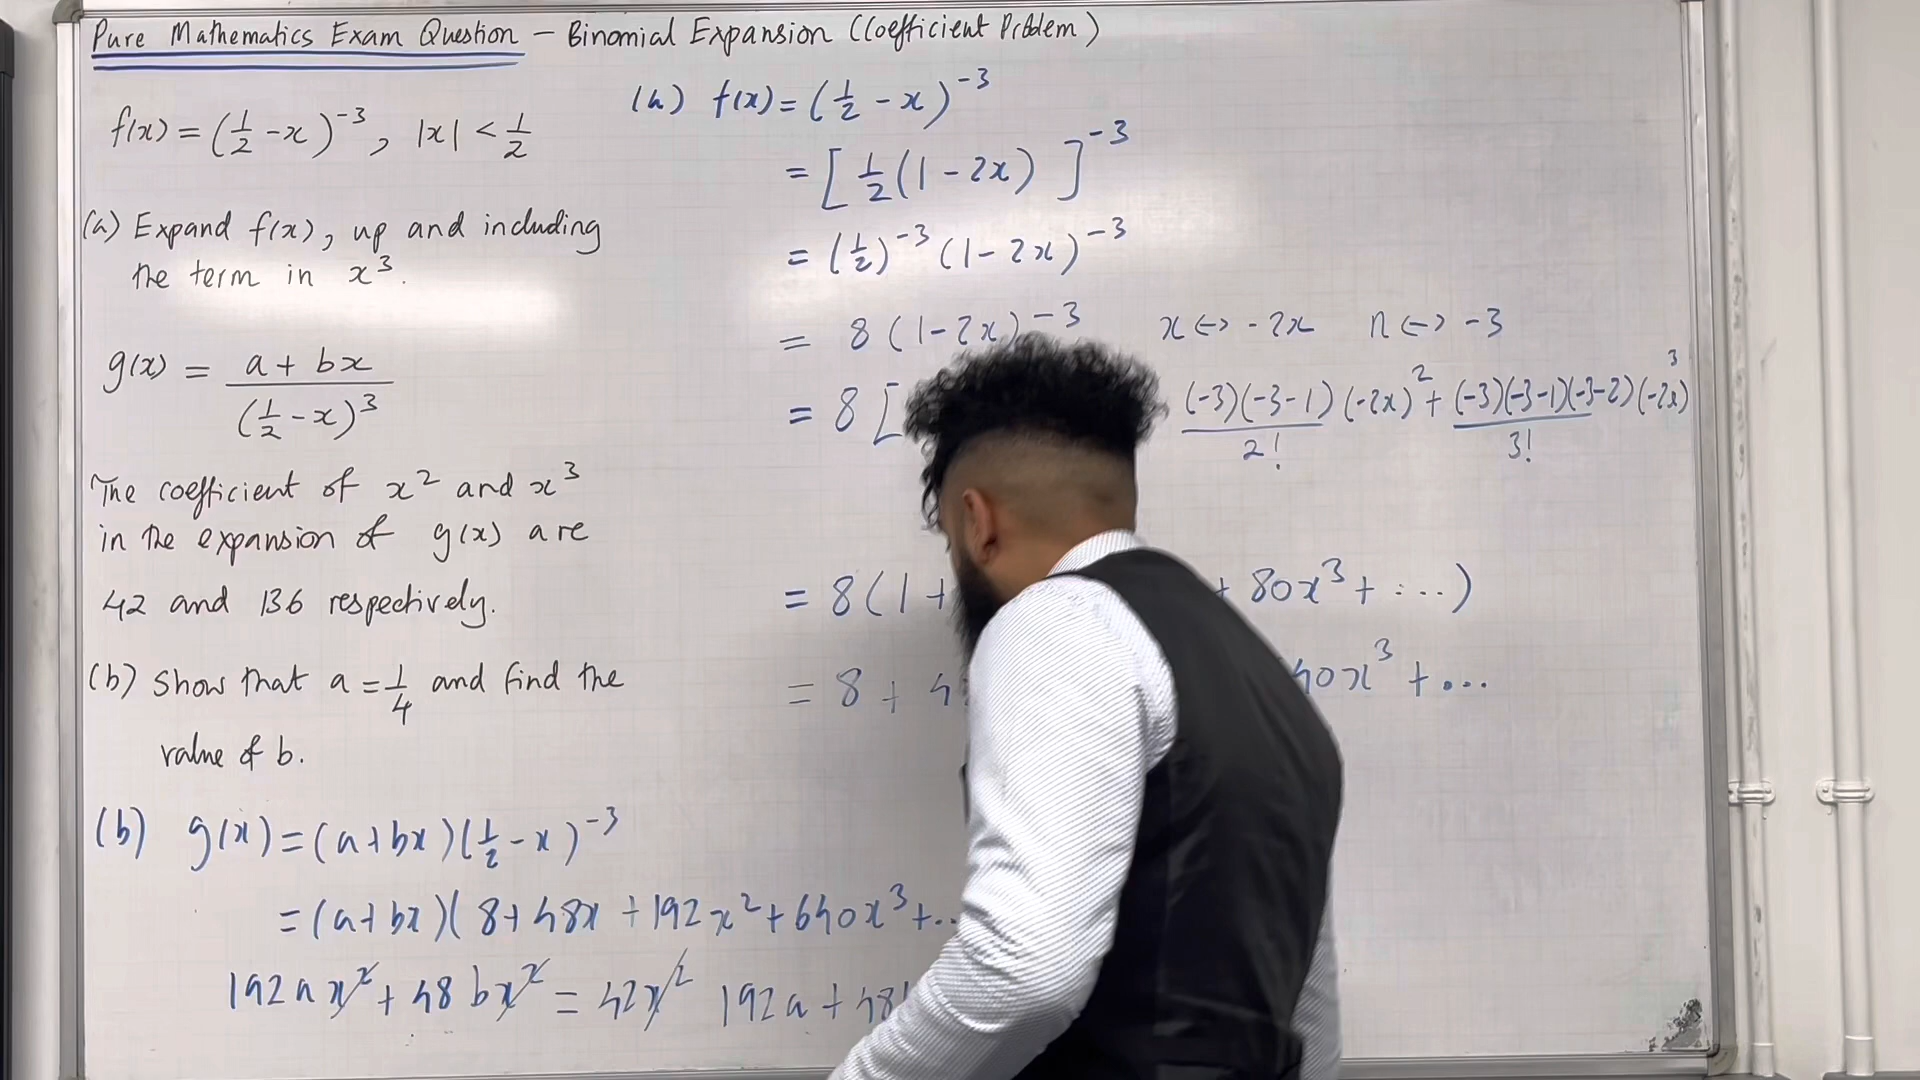 Pure Mathematics Exam Question – Binomial Expansion (Coefficient Problem)
f(x) = (1/2 - x)^-3, |x| < 1/2
(a) Expand f(x), up and including
the term in x^3.
g(x) = (a + bx)/(1/2 - x)^3
The coefficient of x^2 and x^3
in the expansion of g(x) are
42 and 136 respectively.
(b) Show that a = 1/4 and find the
value of b.
(b) g(x) = (a + bx)(1/2 - x)^-3
= (a + bx)(8 + 48x + 192x^2 + 640x^3 + ..
192ax^2 + 48bx^2 = 42x^2 192a + 48
(a) f(x) = (1/2 - x)^-3
= [1/2(1 - 2x)]^-3
= (1/2)^-3 (1 - 2x)^-3
= 8(1 - 2x)^-3 x <-> -2x n <-> -3
= 8[ (-3)(-3-1)/2! (-2x)^2 + (-3)(-3-1)(-3-2)/3! (-2x)^3
= 8(1 + + 80x^3 + ...)
= 8 + 4 40x^3 + ...